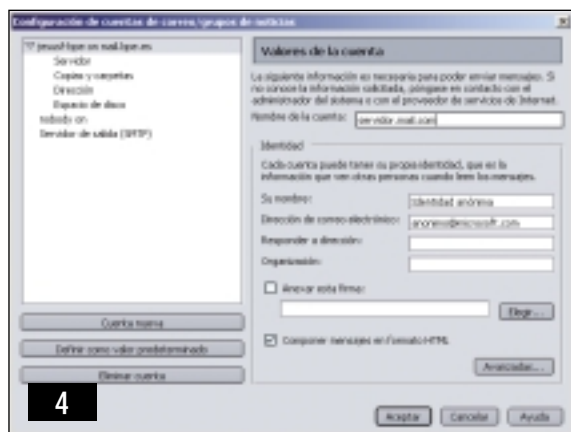 Configuración de cuentas de correo/grupos de noticias
Servidor
Copias y carpetas
Dirección
Espacio de disco
nobody on
Servidor de salida (SMTP)
Cuenta nueva
Definir como valor predeterminado
Eliminar cuenta
Valores de la cuenta
La siguiente información es necesaria para poder enviar mensajes. Si
no conoce la información solicitada, póngase en contacto con el
administrador del sistema o con el proveedor de servicios de Internet.
Nombre de la cuenta: servidor.mail.com
Identidad
Cada cuenta puede tener su propia identidad, que es la
información que ven otras personas cuando leen los mensajes.
Su nombre: Identidad anónima
Dirección de correo electrónico: anonimo@microsoft.com
Responder a dirección:
Organización:
Anexar esta firma:
Elegir...
Componer mensajes en formato HTML
Avanzadas...
Aceptar Cancelar Ayuda
4